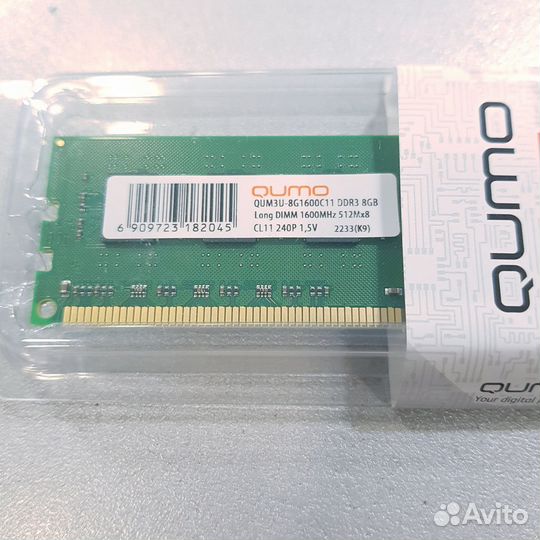 QUMO
QUM3U-8G1600C11 DDR3 8GB
Long DIMM 1600MHz 512Mx8
CL11 240P 1,5V 2233(K9)
6 909723 182045
QUMO
Your digital
Avito